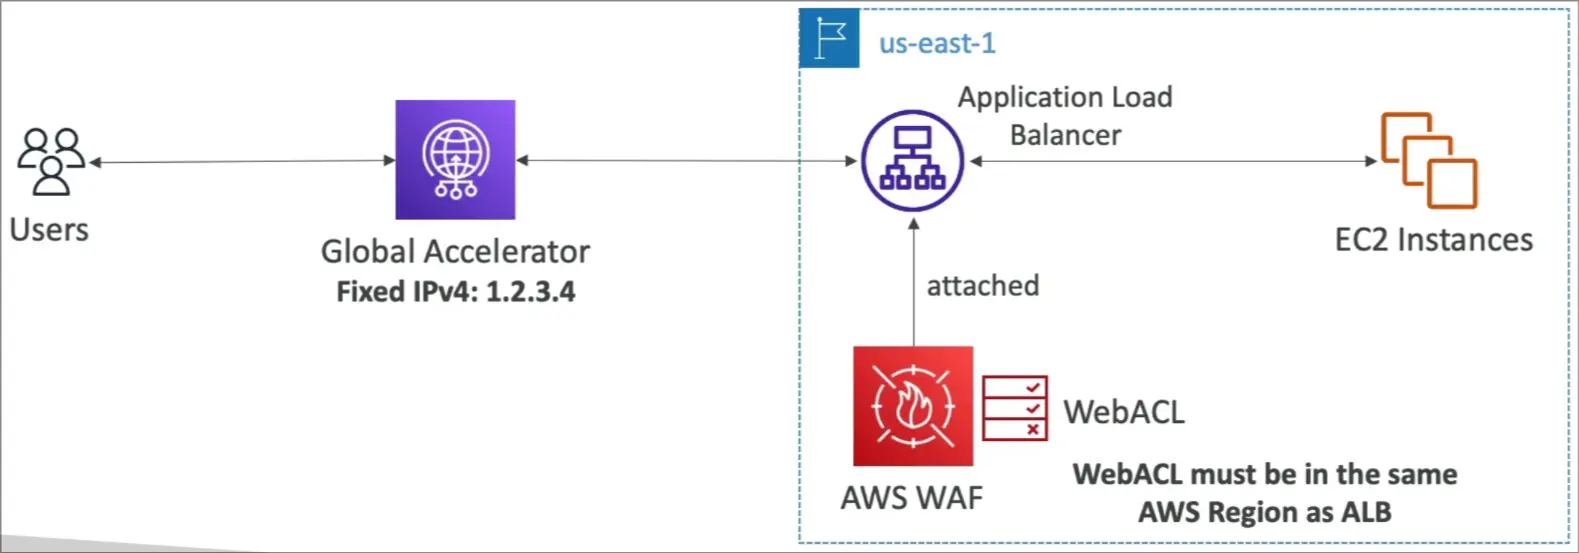 us-east-1
Application Load
Balancer
Users
Global Accelerator
Fixed IPv4: 1.2.3.4
EC2 Instances
attached
WebACL
AWS WAF
WebACL must be in the same
AWS Region as ALB